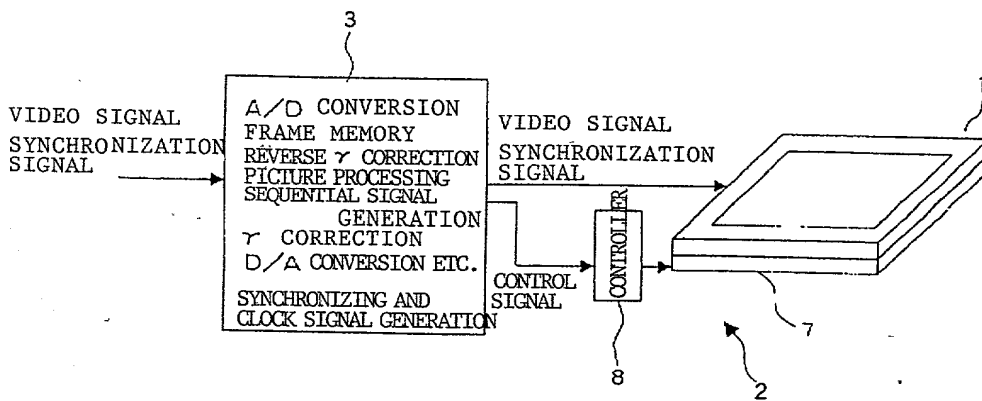 3
1
VIDEO SIGNAL
SYNCHRONIZATION
SIGNAL
A/D CONVERSION
FRAME MEMORY
REVERSE γ CORRECTION
PICTURE PROCESSING
SEQUENTIAL SIGNAL
GENERATION
γ CORRECTION
D/A CONVERSION ETC.
SYNCHRONIZING AND
CLOCK SIGNAL GENERATION
VIDEO SIGNAL
SYNCHRONIZATION
SIGNAL
CONTROL
SIGNAL
CONTROLLER
8
7
2